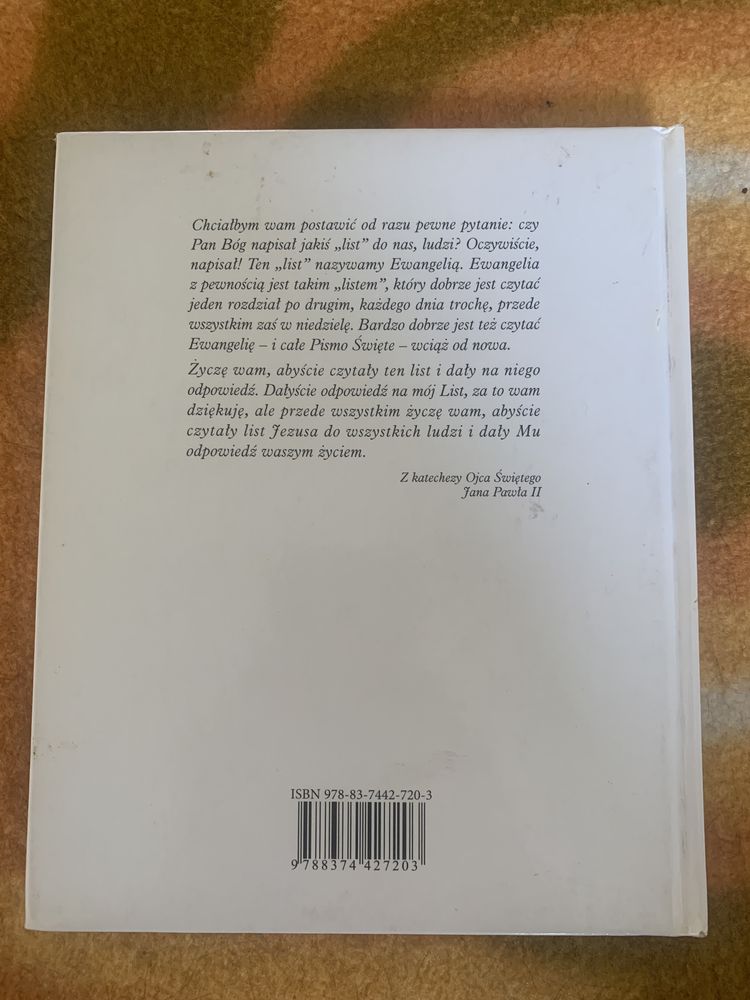 Chciałbym wam postawić od razu pewne pytanie: czy
Pan Bóg napisał jakiś „list” do nas, ludzi? Oczywiście,
napisał! Ten „list” nazywamy Ewangelią. Ewangelia
z pewnością jest takim „listem”, który dobrze jest czytać
jeden rozdział po drugim, każdego dnia trochę, przede
wszystkim zaś w niedzielę. Bardzo dobrze jest też czytać
Ewangelię – i całe Pismo Święte – wciąż od nowa.
Życzę wam, abyście czytały ten list i dały na niego
odpowiedź. Dałyście odpowiedź na mój List, za to wam
dziękuję, ale przede wszystkim życzę wam, abyście
czytały list Jezusa do wszystkich ludzi i dały Mu
odpowiedź waszym życiem.
Z katechezy Ojca Świętego
Jana Pawła II
ISBN 978-83-7442-720-3
9 788374 427203